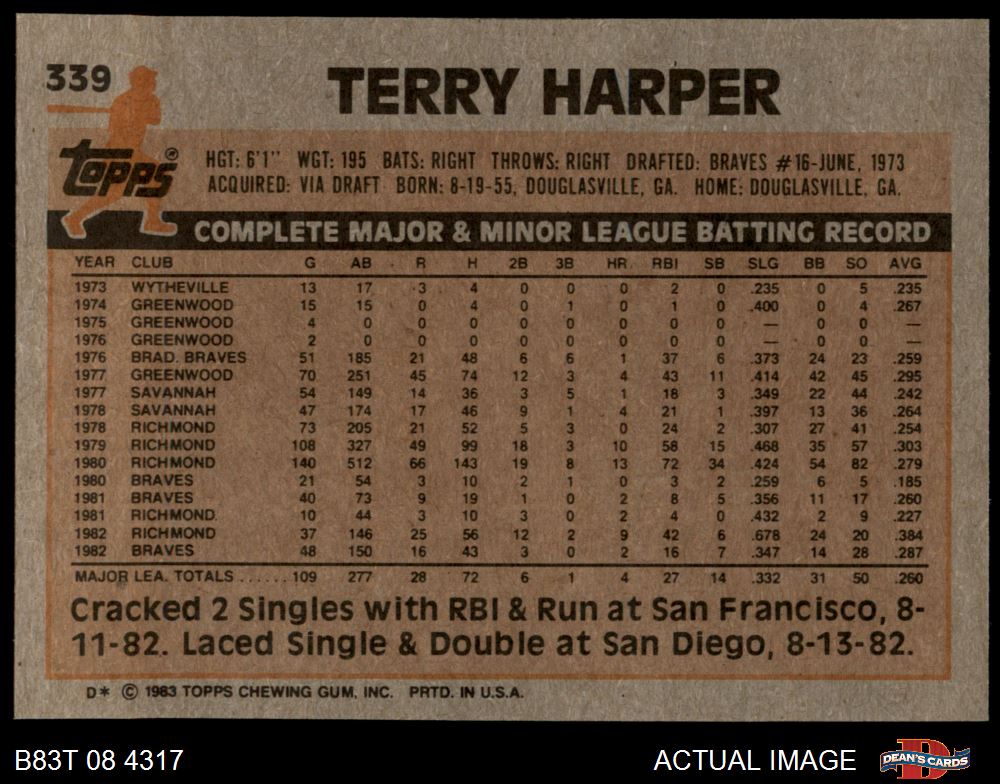 339
TERRY HARPER
Topps®
HGT: 6'1" WGT: 195 BATS: RIGHT THROWS: RIGHT DRAFTED: BRAVES #16-JUNE, 1973
ACQUIRED: VIA DRAFT BORN: 8-19-55, DOUGLASVILLE, GA. HOME: DOUGLASVILLE, GA.
COMPLETE MAJOR & MINOR LEAGUE BATTING RECORD
YEAR CLUB G AB R H 2B 3B HR RBI SB SLG BB SO AVG
1973 WYTHEVILLE 13 17 3 4 0 0 0 2 0 .235 0 5 .235
1974 GREENWOOD 15 15 0 4 0 1 0 1 0 .400 0 4 .267
1975 GREENWOOD 4 0 0 0 0 0 0 0 0 — 0 0 —
1976 GREENWOOD 2 0 0 0 0 0 0 0 0 — 0 0 —
1976 BRAD. BRAVES 51 185 21 48 6 6 1 37 6 .373 24 23 .259
1977 GREENWOOD 70 251 45 74 12 3 4 43 11 .414 42 45 .295
1977 SAVANNAH 54 149 14 36 3 5 1 18 3 .349 22 44 .242
1978 SAVANNAH 47 174 17 46 9 1 4 21 1 .397 13 36 .264
1978 RICHMOND 73 205 21 52 5 3 0 24 2 .307 27 41 .254
1979 RICHMOND 108 327 49 99 18 3 10 58 15 .468 35 57 .303
1980 RICHMOND 140 512 66 143 19 8 13 72 34 .424 54 82 .279
1980 BRAVES 21 54 3 10 2 1 0 3 2 .259 6 5 .185
1981 BRAVES 40 73 9 19 1 0 2 8 5 .356 11 17 .260
1981 RICHMOND 10 44 3 10 3 0 2 4 0 .432 2 9 .227
1982 RICHMOND 37 146 25 56 12 2 9 42 6 .678 24 20 .384
1982 BRAVES 48 150 16 43 3 0 2 16 7 .347 14 28 .287
MAJOR LEA. TOTALS ...... 109 277 28 72 6 1 4 27 14 .332 31 50 .260
Cracked 2 Singles with RBI & Run at San Francisco, 8-
11-82. Laced Single & Double at San Diego, 8-13-82.
D* © 1983 TOPPS CHEWING GUM, INC. PRTD. IN U.S.A.
B83T 08 4317 ACTUAL IMAGE DEAN'S CARDS